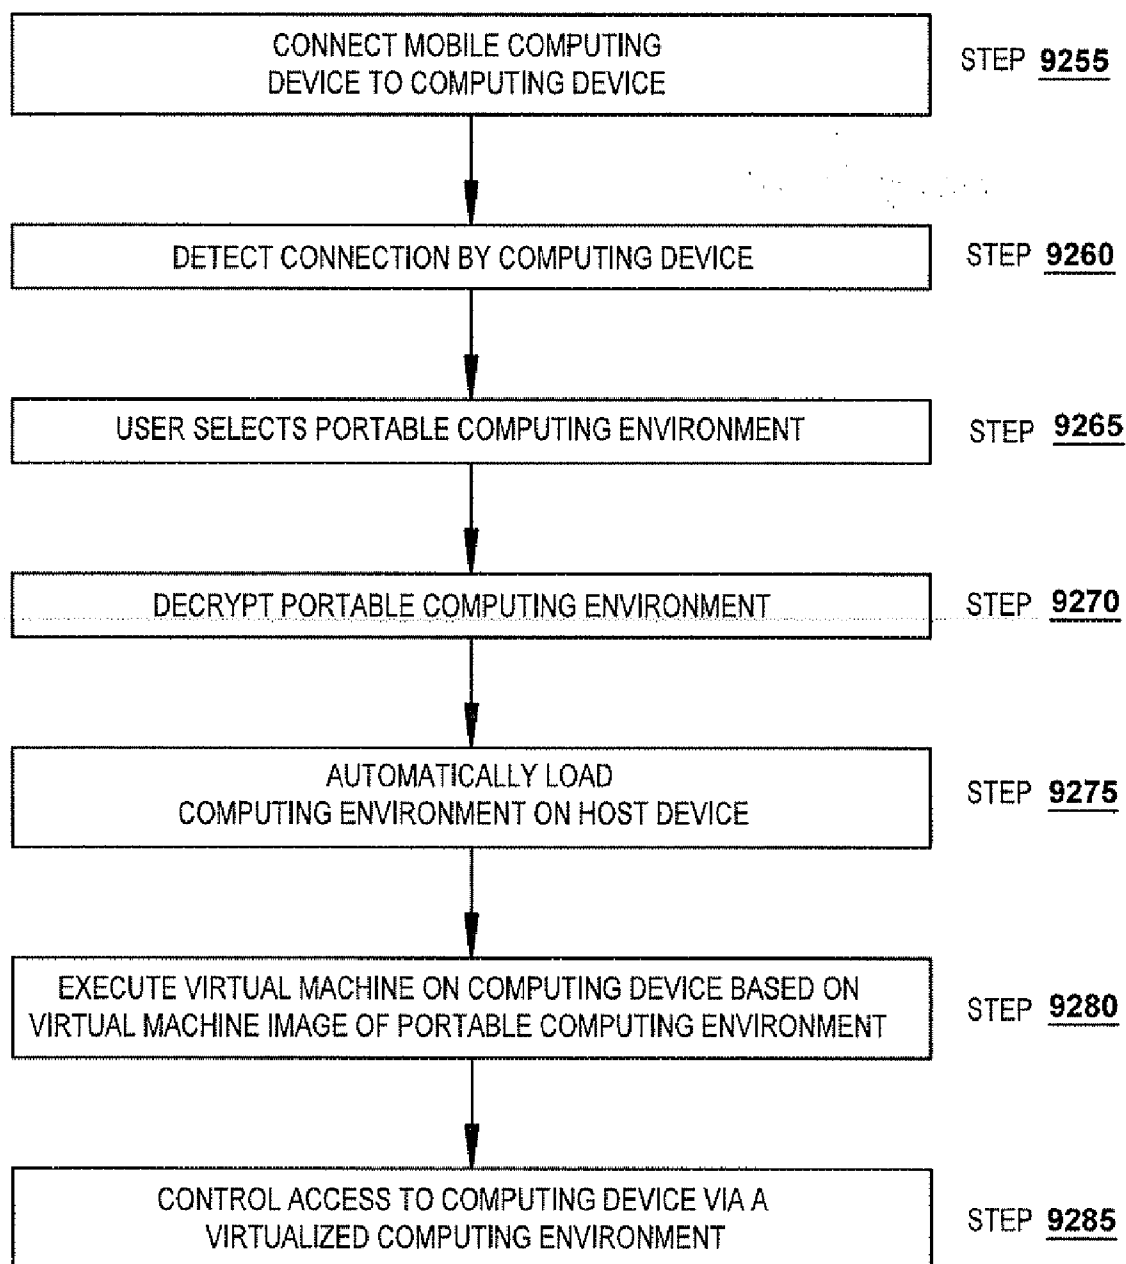 CONNECT MOBILE COMPUTING
DEVICE TO COMPUTING DEVICE
STEP 9255
DETECT CONNECTION BY COMPUTING DEVICE
STEP 9260
USER SELECTS PORTABLE COMPUTING ENVIRONMENT
STEP 9265
DECRYPT PORTABLE COMPUTING ENVIRONMENT
STEP 9270
AUTOMATICALLY LOAD
COMPUTING ENVIRONMENT ON HOST DEVICE
STEP 9275
EXECUTE VIRTUAL MACHINE ON COMPUTING DEVICE BASED ON
VIRTUAL MACHINE IMAGE OF PORTABLE COMPUTING ENVIRONMENT
STEP 9280
CONTROL ACCESS TO COMPUTING DEVICE VIA A
VIRTUALIZED COMPUTING ENVIRONMENT
STEP 9285